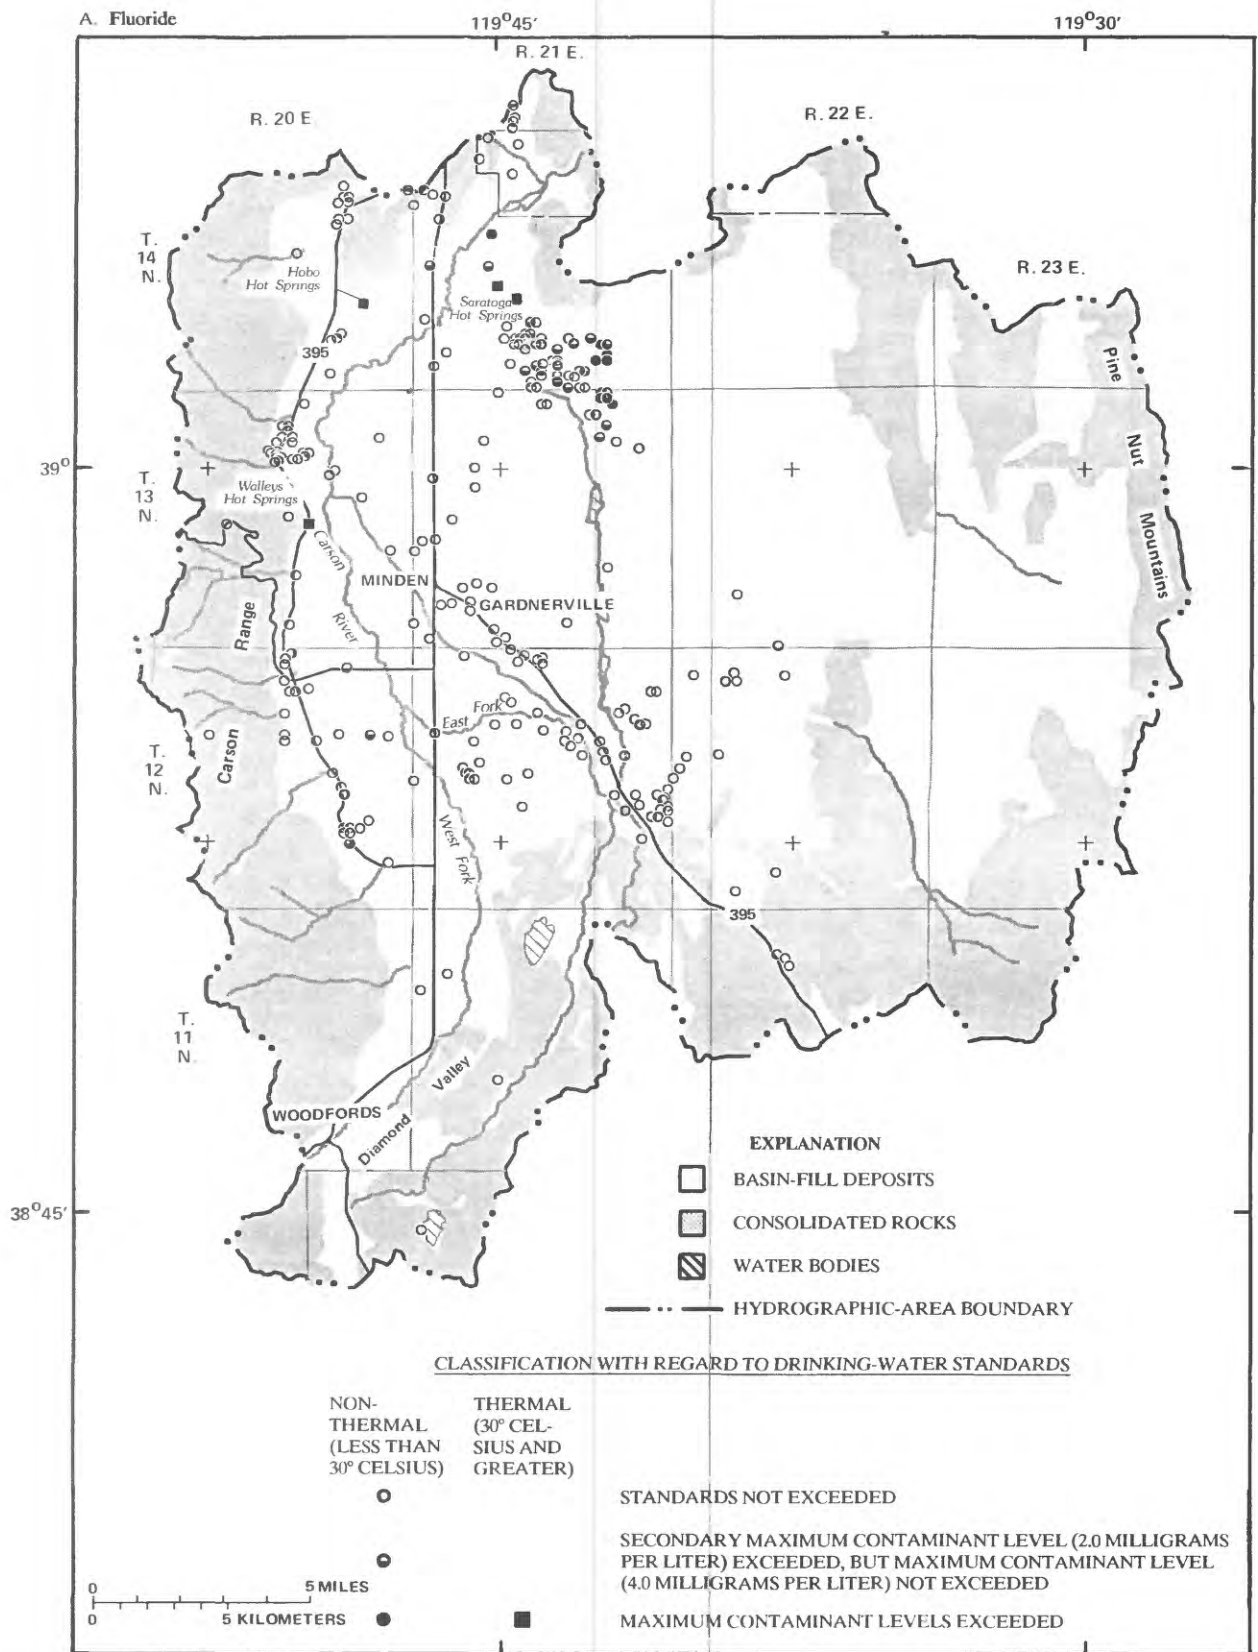 A. Fluoride
119°45′
119°30′
R. 21 E.
R. 20 E
R. 22 E.
R. 23 E.
T.
14
N.
Hobo
Hot Springs
Saratoga
Hot Springs
395
Pine
Nut
Mountains
39°
T.
13
N.
Walleys
Hot Springs
Carson
River
MINDEN
GARDNERVILLE
Range
Carson
East Fork
T.
12
N.
West Fork
395
T.
11
N.
Valley
Diamond
WOODFORDS
38°45′
EXPLANATION
BASIN-FILL DEPOSITS
CONSOLIDATED ROCKS
WATER BODIES
HYDROGRAPHIC-AREA BOUNDARY
CLASSIFICATION WITH REGARD TO DRINKING-WATER STANDARDS
NON-
THERMAL
(LESS THAN
30° CELSIUS)
THERMAL
(30° CEL-
SIUS AND
GREATER)
STANDARDS NOT EXCEEDED
SECONDARY MAXIMUM CONTAMINANT LEVEL (2.0 MILLIGRAMS
PER LITER) EXCEEDED, BUT MAXIMUM CONTAMINANT LEVEL
(4.0 MILLIGRAMS PER LITER) NOT EXCEEDED
MAXIMUM CONTAMINANT LEVELS EXCEEDED
0 5 MILES
0 5 KILOMETERS